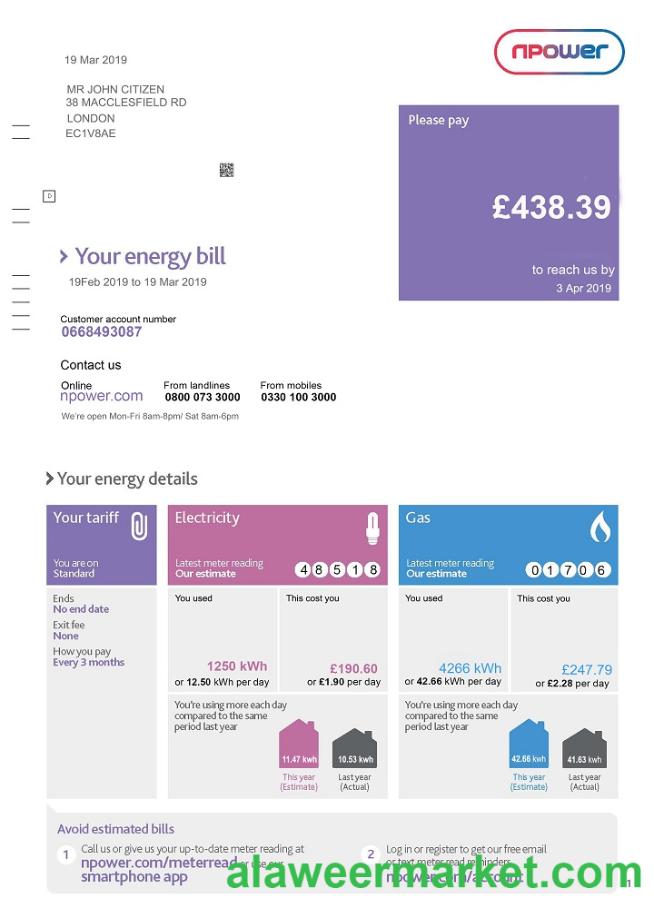 npower
19 Mar 2019
MR JOHN CITIZEN
38 MACCLESFIELD RD
LONDON
EC1V8AE
Please pay
£438.39
to reach us by
3 Apr 2019
D
Your energy bill
19Feb 2019 to 19 Mar 2019
Customer account number
0668493087
Contact us
Online From landlines From mobiles
npower.com 0800 073 3000 0330 100 3000
We're open Mon-Fri 8am-8pm/ Sat 8am-6pm
Your energy details
Your tariff
You are on
Standard
Ends
No end date
Exit fee
None
How you pay
Every 3 months
Electricity
Latest meter reading
Our estimate 48518
You used This cost you
1250 kWh £190.60
or 12.50 kWh per day or £1.90 per day
You're using more each day
compared to the same
period last year
11.47 kwh 10.53 kwh
This year Last year
(Estimate) (Actual)
Gas
Latest meter reading
Our estimate 01706
You used This cost you
4266 kWh £247.79
or 42.66 kWh per day or £2.28 per day
You're using more each day
compared to the same
period last year
42.66 kwh 41.63 kwh
This year Last year
(Estimate) (Actual)
Avoid estimated bills
1 Call us or give us your up-to-date meter reading at
npower.com/meterread or use our
smartphone app
2 Log in or register to get our free email
or text meter read reminders
npower.com/account
alaweermarket.com
1